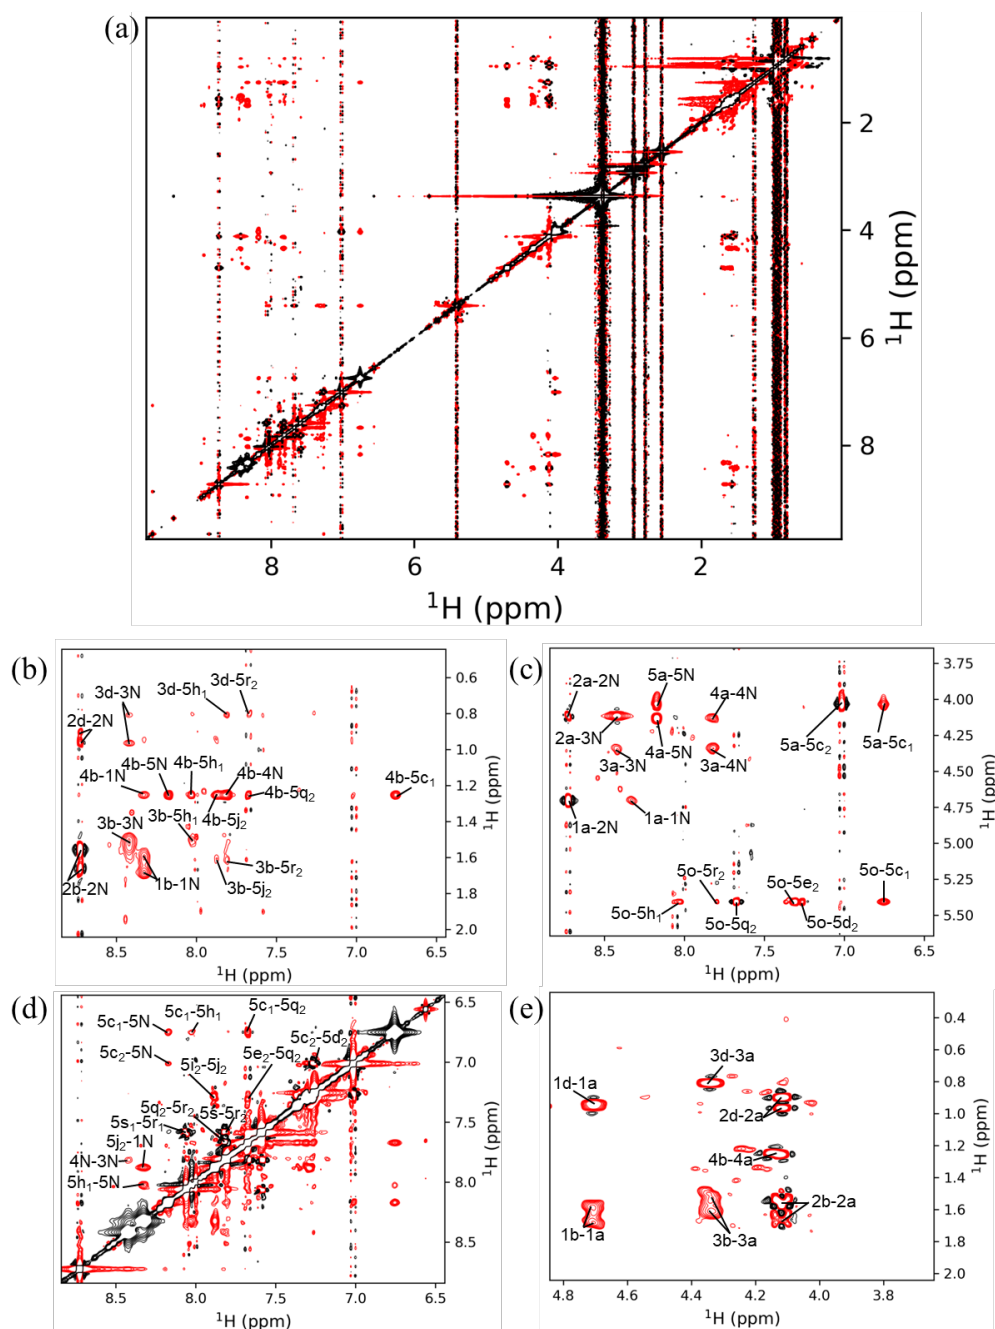 (a)
2
4
6
8
¹H (ppm)
8 6 4 2
¹H (ppm)
(b)
3d-3N
3d-5h₁
3d-5r₂
2d-2N
4b-1N
4b-5N
4b-5h₁
4b-4N
4b-5q₂
4b-5c₁
4b-5j₂
3b-3N
3b-5h₁
2b-2N
1b-1N
3b-5j₂
3b-5r₂
0.6
0.8
1.0
1.2
1.4
1.6
1.8
2.0
¹H (ppm)
8.5 8.0 7.5 7.0 6.5
¹H (ppm)
(c)
2a-2N
5a-5N
4a-4N
2a-3N
4a-5N
5a-5c₂
5a-5c₁
3a-3N
3a-4N
1a-2N
1a-1N
5o-5r₂
5o-5e₂
5o-5c₁
5o-5h₁
5o-5q₂
5o-5d₂
3.75
4.00
4.25
4.50
4.75
5.00
5.25
5.50
¹H (ppm)
8.5 8.0 7.5 7.0 6.5
¹H (ppm)
(d)
5c₁-5N
5c₁-5h₁
5c₁-5q₂
5c₂-5N
5c₂-5d₂
5i₂-5j₂
5e₂-5q₂
5q₂-5r₂
5s-5r₂
5s₁-5r₁
5j₂-1N
4N-3N
5h₁-5N
6.5
7.0
7.5
8.0
8.5
¹H (ppm)
8.5 8.0 7.5 7.0 6.5
¹H (ppm)
(e)
1d-1a
3d-3a
2d-2a
4b-4a
2b-2a
1b-1a
3b-3a
0.4
0.6
0.8
1.0
1.2
1.4
1.6
1.8
2.0
¹H (ppm)
4.8 4.6 4.4 4.2 4.0 3.8
¹H (ppm)